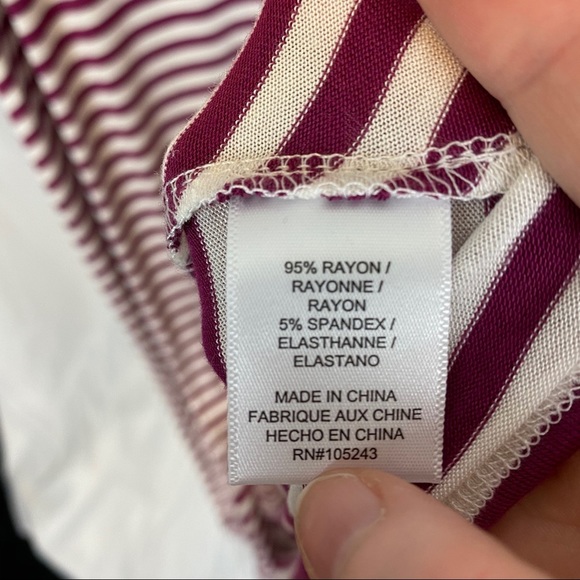 95% RAYON /
RAYONNE /
RAYON
5% SPANDEX /
ELASTHANNE /
ELASTANO
MADE IN CHINA
FABRIQUE AUX CHINE
HECHO EN CHINA
RN#105243